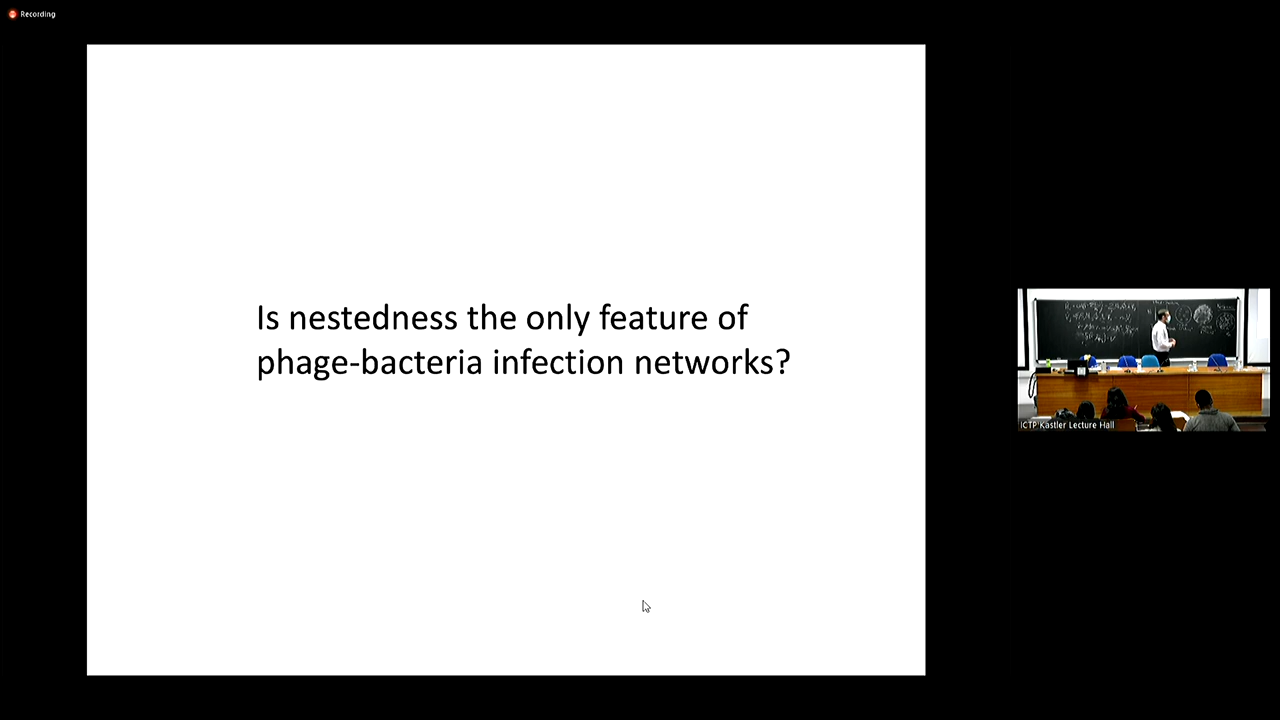 Recording
Is nestedness the only feature of
phage-bacteria infection networks?
ICTP Kastler Lecture Hall